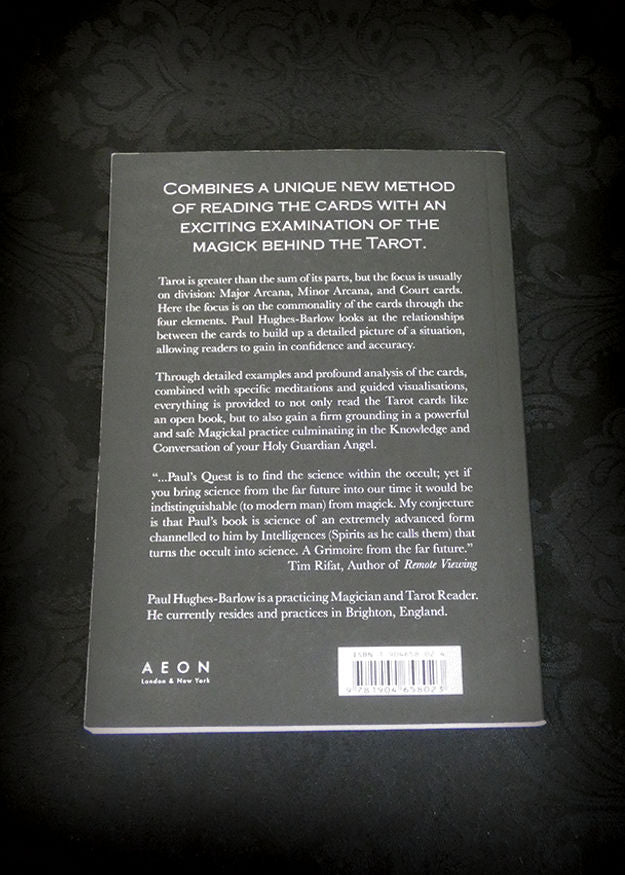 COMBINES A UNIQUE NEW METHOD
OF READING THE CARDS WITH AN
EXCITING EXAMINATION OF THE
MAGICK BEHIND THE TAROT.
Tarot is greater than the sum of its parts, but the focus is usually
on division: Major Arcana, Minor Arcana, and Court cards.
Here the focus is on the commonality of the cards through the
four elements. Paul Hughes-Barlow looks at the relationships
between the cards to build up a detailed picture of a situation,
allowing readers to gain in confidence and accuracy.
Through detailed examples and profound analysis of the cards,
combined with specific meditations and guided visualisations,
everything is provided to not only read the Tarot cards like
an open book, but to also gain a firm grounding in a powerful
and safe Magickal practice culminating in the Knowledge and
Conversation of your Holy Guardian Angel.
“...Paul’s Quest is to find the science within the occult; yet if
you bring science from the far future into our time it would be
indistinguishable (to modern man) from magick. My conjecture
is that Paul’s book is science of an extremely advanced form
channelled to him by Intelligences (Spirits as he calls them) that
turns the occult into science. A Grimoire from the far future.”
Tim Rifat, Author of Remote Viewing
Paul Hughes-Barlow is a practicing Magician and Tarot Reader.
He currently resides and practices in Brighton, England.
ISBN 1 904658 02 4
AEON
London & New York
9 781904 658023